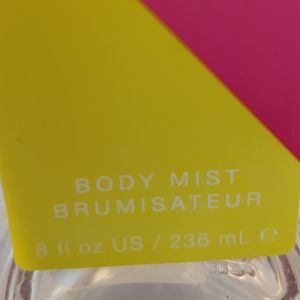 BODY MIST
BRUMISATEUR
8 fl oz US / 236 mL ℮